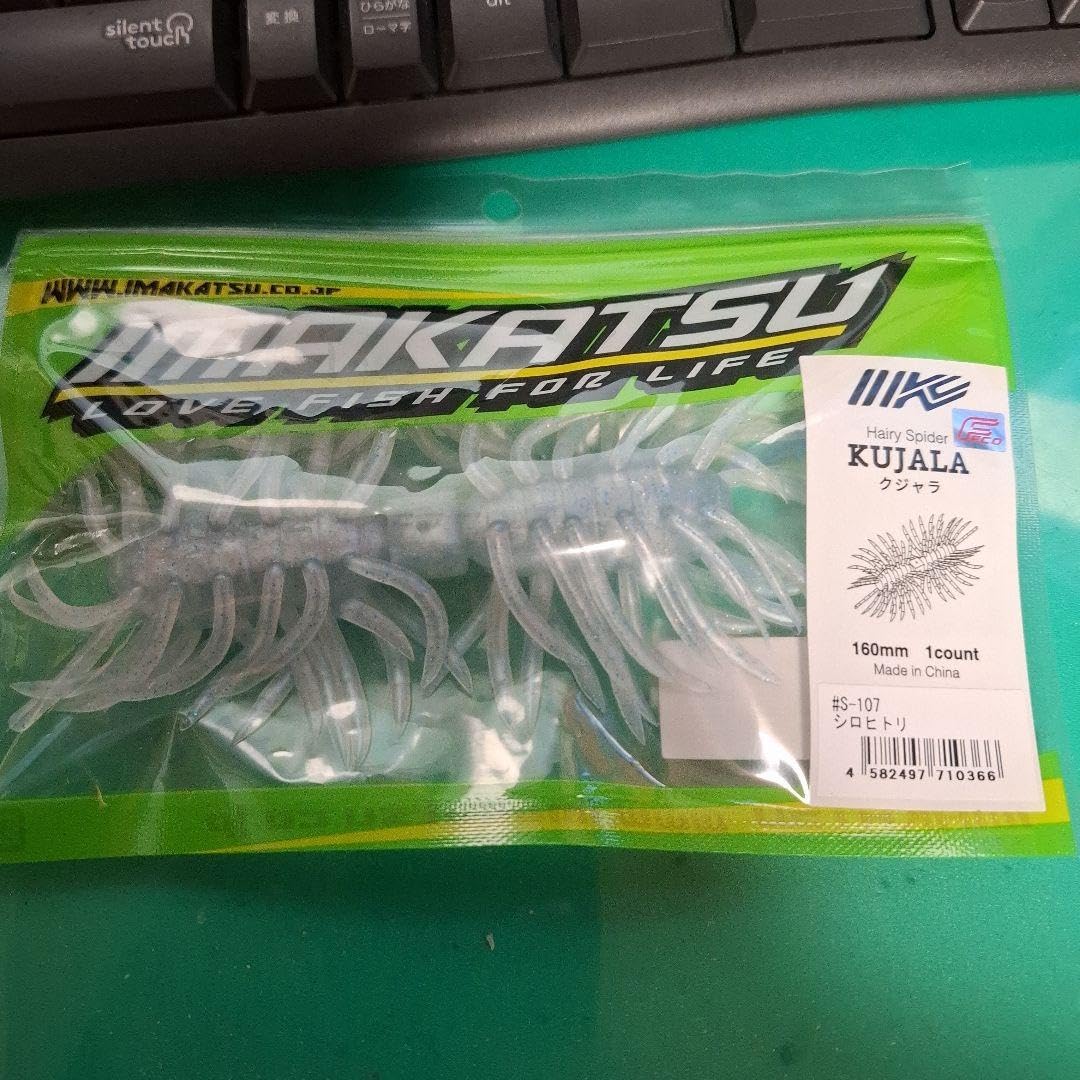 silent
touch
変換
ひらがな
ローマ字
alt
WWW.IMAKATSU.CO.JP
IMAKATSU
LOVE FISH FOR LIFE
Hairy Spider
KUJALA
クジャラ
160mm 1count
Made in China
#S-107
シロヒトリ
4 582497 710366